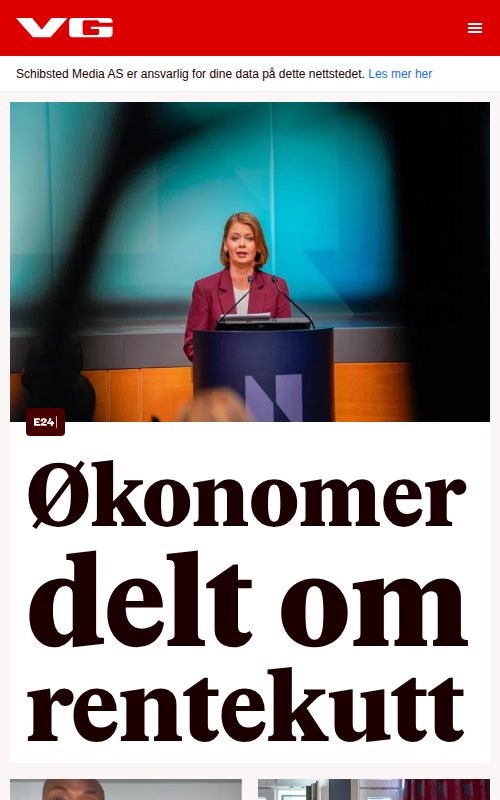 VG
Schibsted Media AS er ansvarlig for dine data på dette nettstedet. Les mer her
E24
Økonomer
delt om
rentekutt